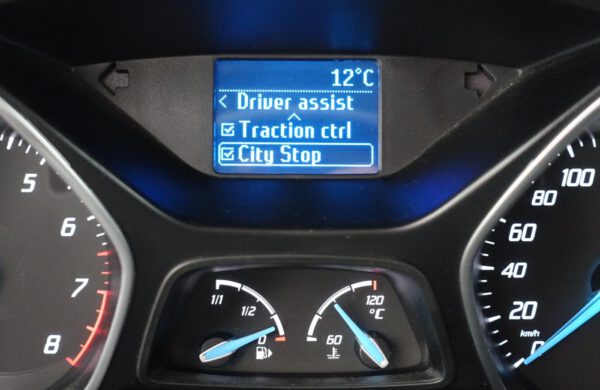 12°C
< Driver assist
Traction ctrl
City Stop
5
6
7
8
1/1
1/2
0
60
120
°C
100
80
60
40
20
km/h
0